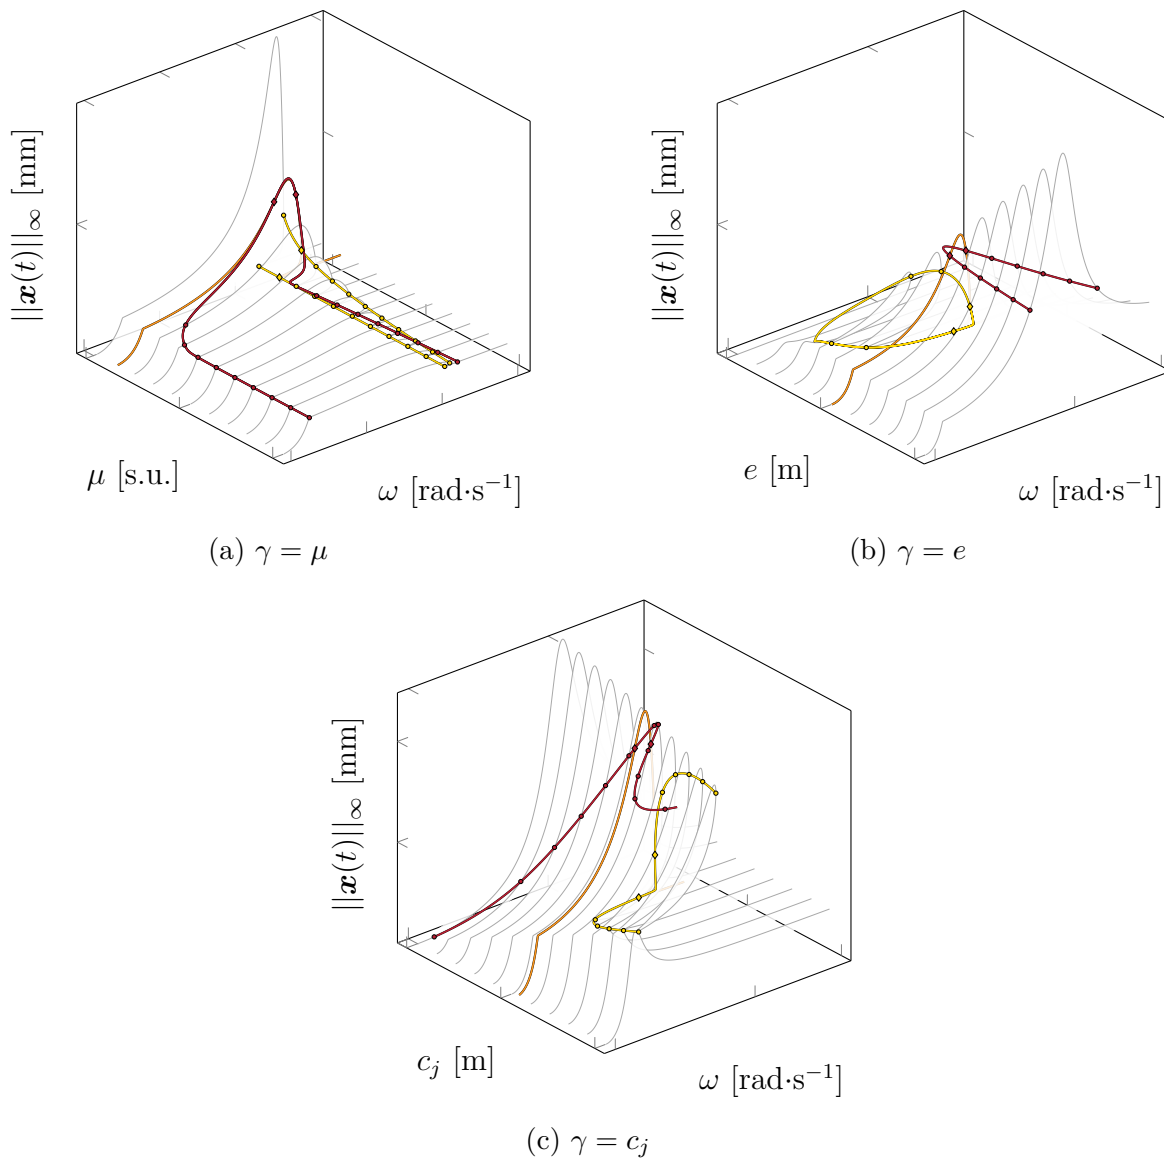 ||x(t)||∞ [mm]
μ [s.u.]
ω [rad·s⁻¹]
(a) γ = μ
||x(t)||∞ [mm]
e [m]
ω [rad·s⁻¹]
(b) γ = e
||x(t)||∞ [mm]
c_j [m]
ω [rad·s⁻¹]
(c) γ = c_j